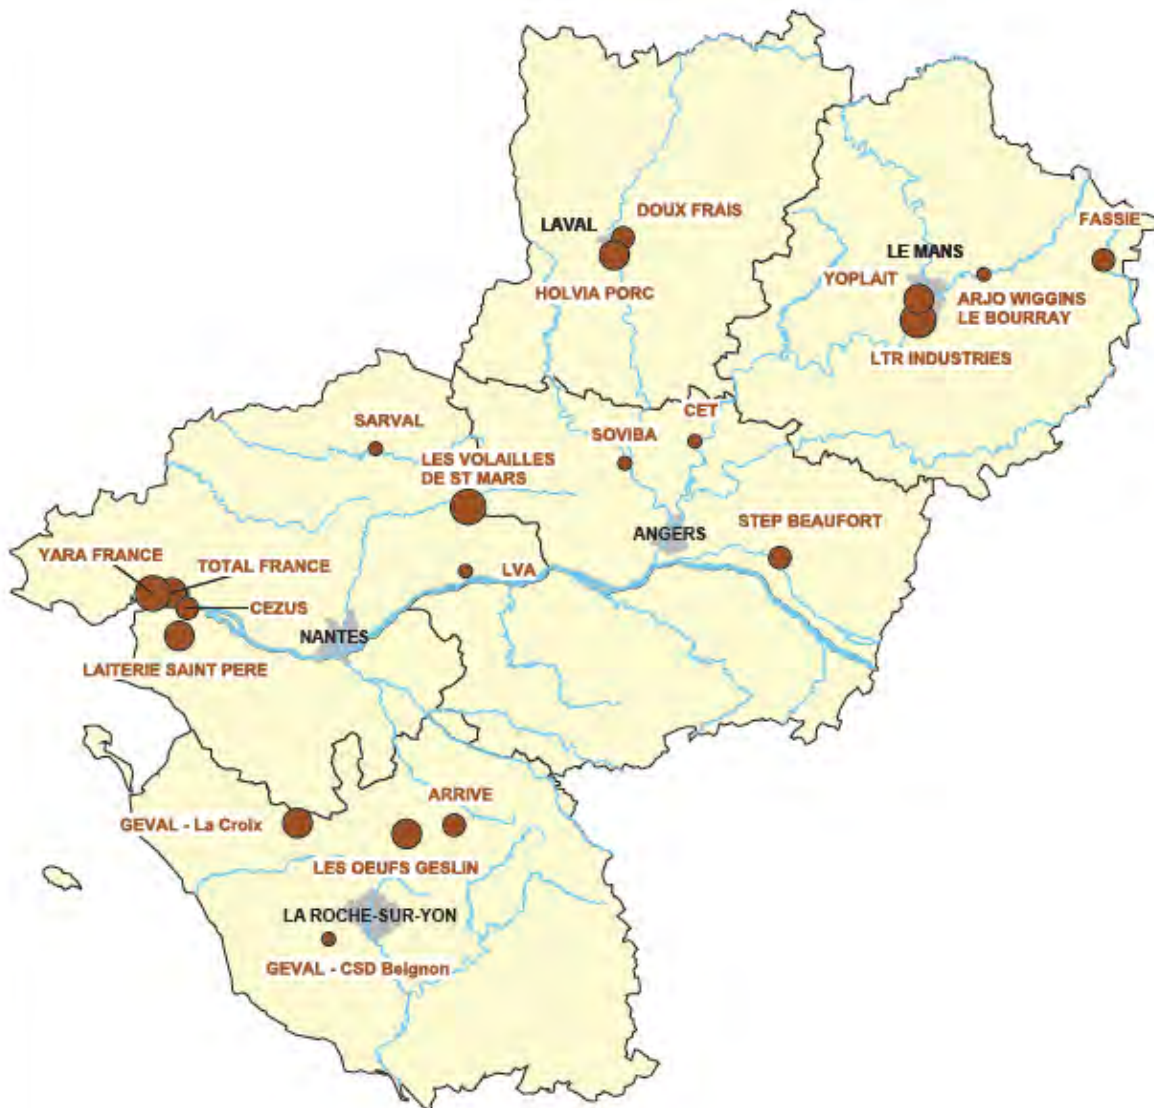 DOUX FRAIS
LAVAL
HOLVIA PORC
FASSIE
LE MANS
YOPLAIT
ARJO WIGGINS
LE BOURRAY
LTR INDUSTRIES
CET
SARVAL
SOVIBA
LES VOLAILLES
DE ST MARS
STEP BEAUFORT
ANGERS
YARA FRANCE
TOTAL FRANCE
LVA
CEZUS
NANTES
LAITERIE SAINT PERE
ARRIVE
GEVAL - La Croix
LES OEUFS GESLIN
LA ROCHE-SUR-YON
GEVAL - CSD Beignon